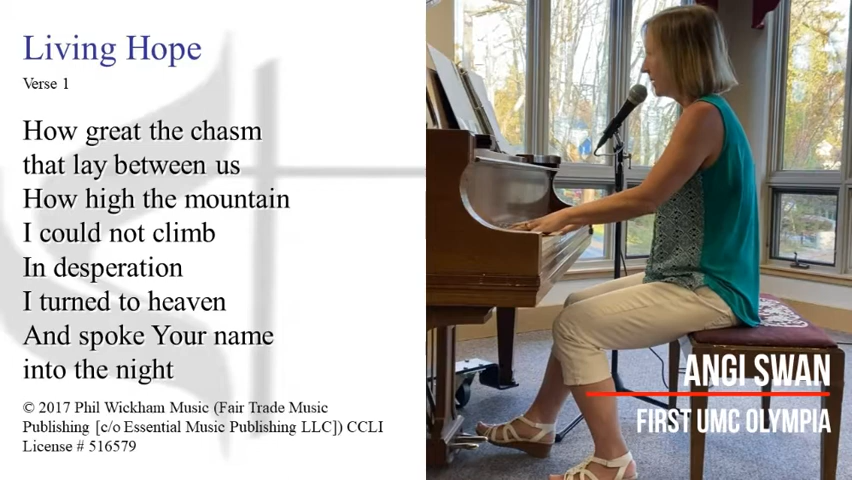 Living Hope
Verse 1
How great the chasm
that lay between us
How high the mountain
I could not climb
In desperation
I turned to heaven
And spoke Your name
into the night
© 2017 Phil Wickham Music (Fair Trade Music
Publishing [c/o Essential Music Publishing LLC]) CCLI
License # 516579
ANGI SWAN
FIRST UMC OLYMPIA